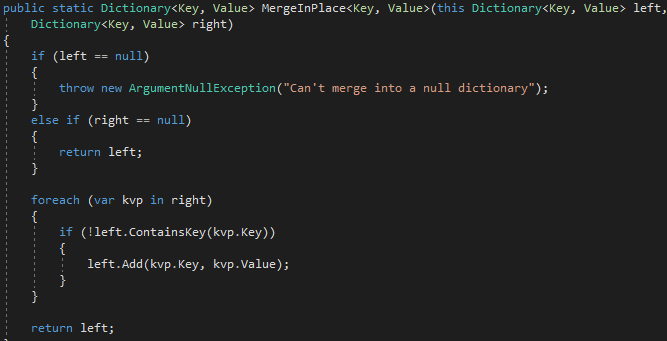 public static Dictionary<Key, Value> MergeInPlace<Key, Value>(this Dictionary<Key, Value> left,
    Dictionary<Key, Value> right)
{
    if (left == null)
    {
        throw new ArgumentNullException("Can't merge into a null dictionary");
    }
    else if (right == null)
    {
        return left;
    }

    foreach (var kvp in right)
    {
        if (!left.ContainsKey(kvp.Key))
        {
            left.Add(kvp.Key, kvp.Value);
        }
    }

    return left;